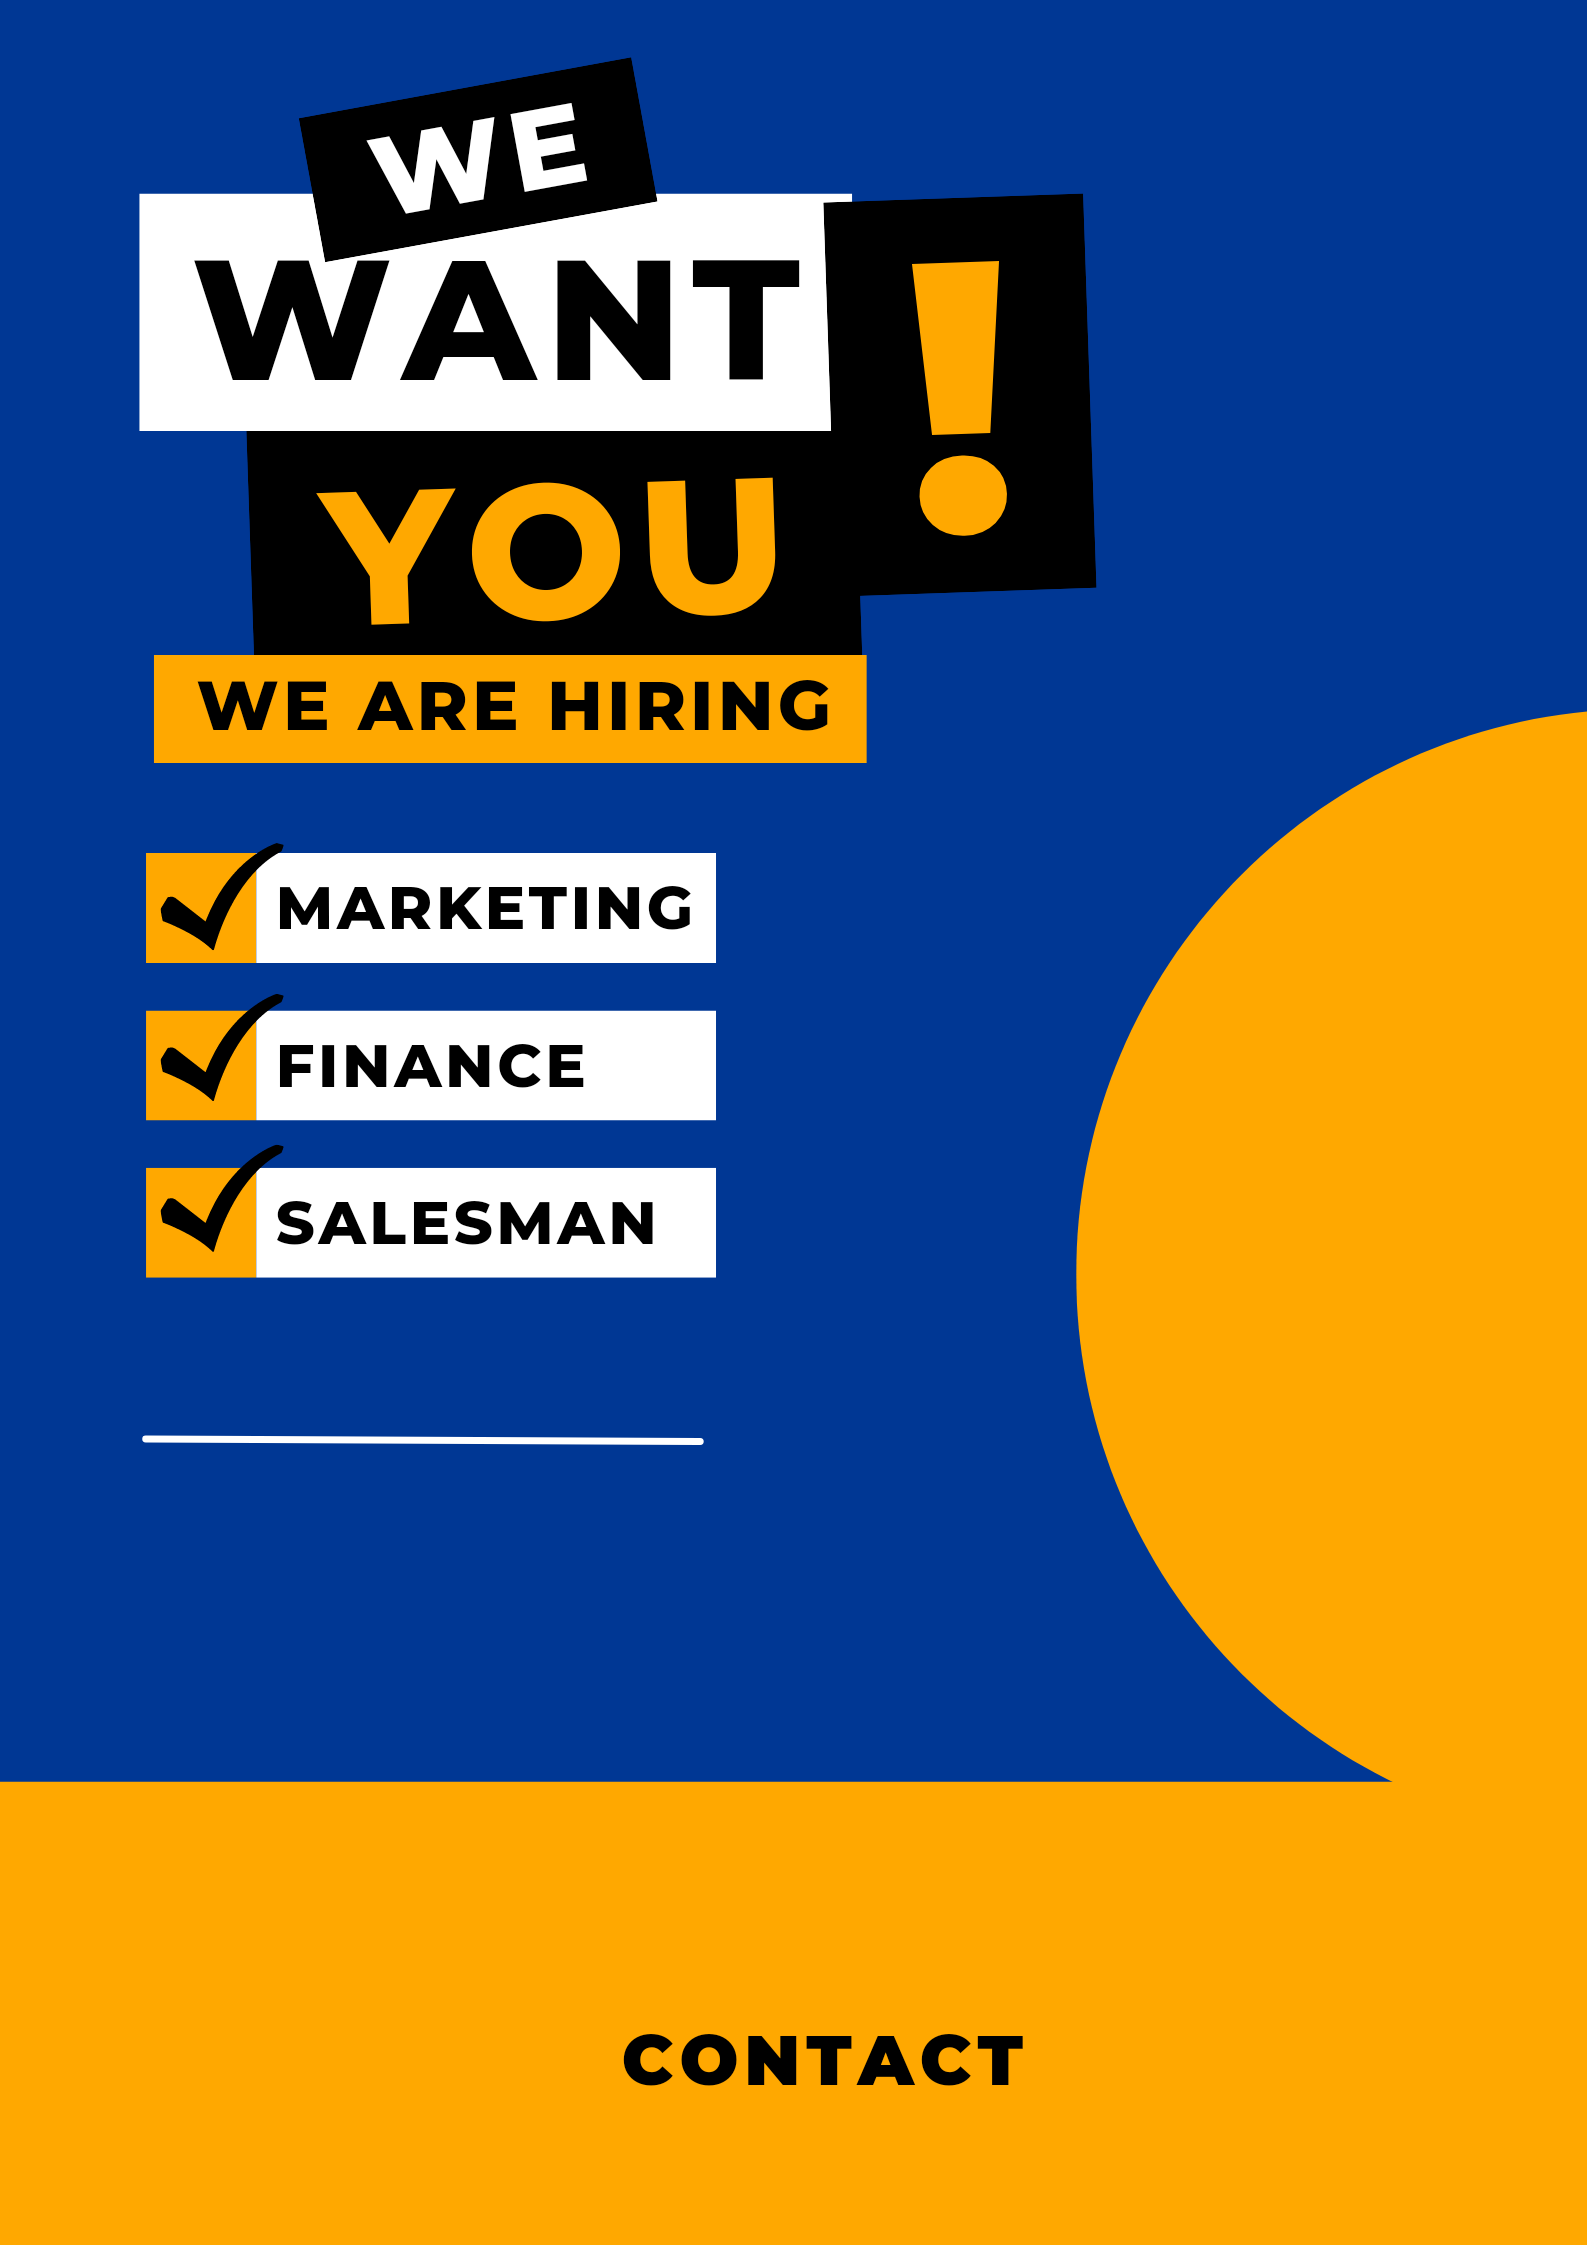 WE
WANT
YOU
!
WE ARE HIRING
MARKETING
FINANCE
SALESMAN
CONTACT